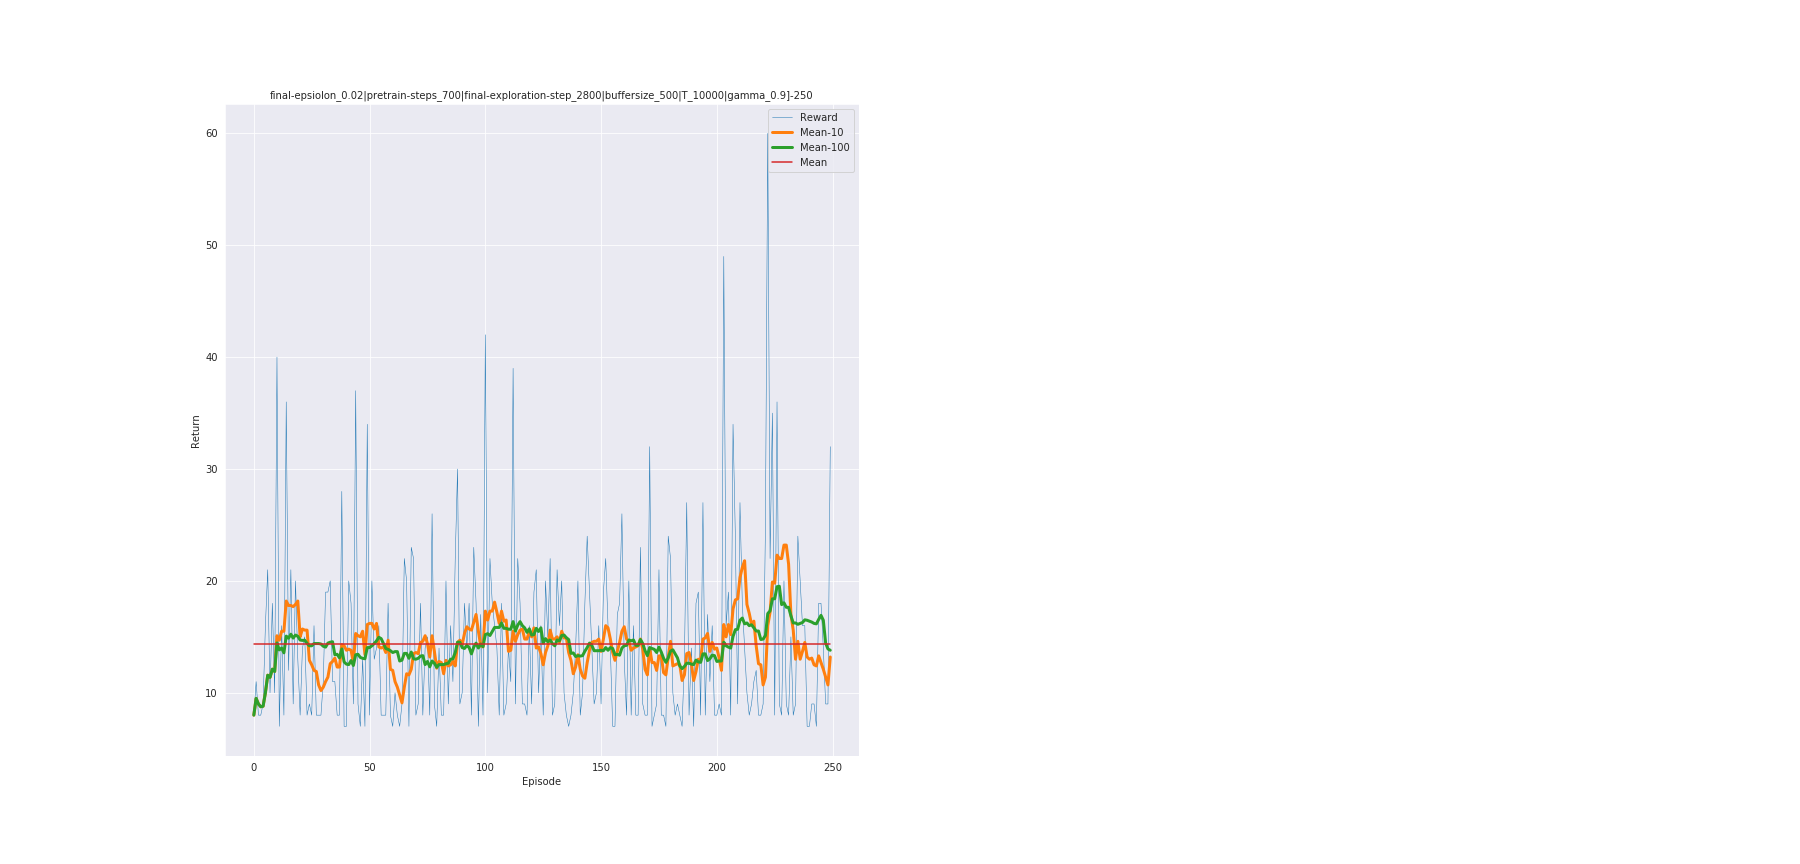 final-epsiolon_0.02|pretrain-steps_700|final-exploration-step_2800|buffersize_500|T_10000|gamma_0.9]-250
Reward
Mean-10
Mean-100
Mean
60
50
40
30
20
10
Return
0 50 100 150 200 250
Episode